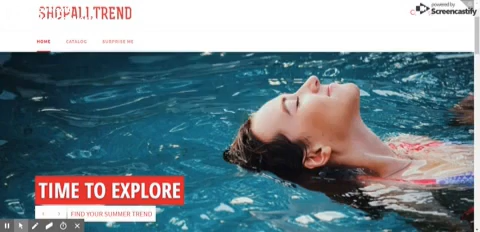 SHOPALLTREND
powered by
Screencastify
HOME CATALOG SURPRISE ME
TIME TO EXPLORE
FIND YOUR SUMMER TREND